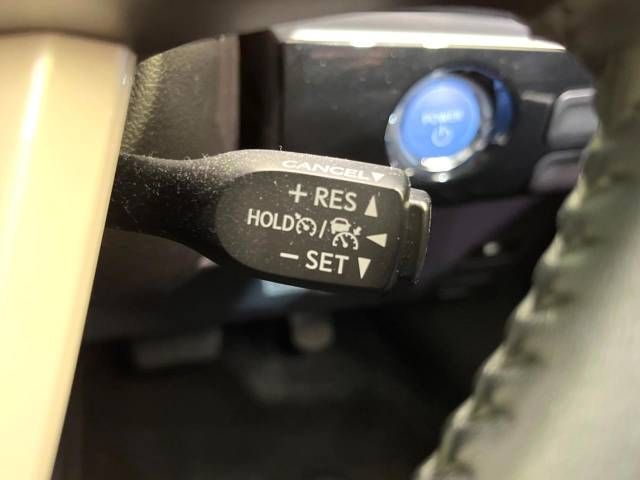 CANCEL▼
+ RES ▲
HOLD / ◀
− SET ▼
POWER